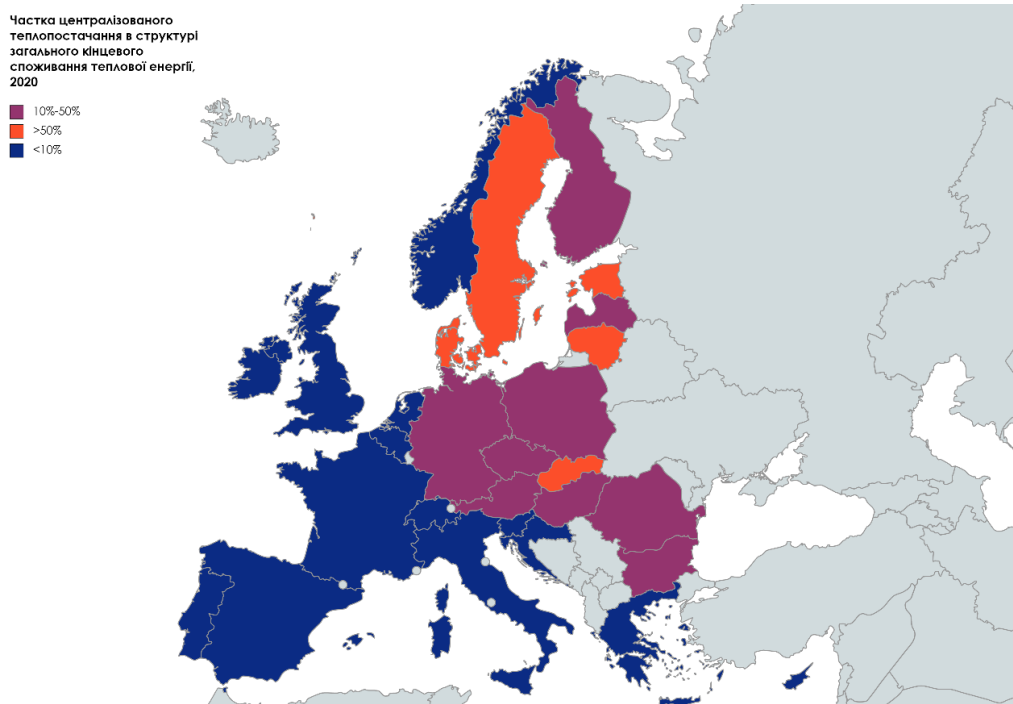 Частка централізованого
теплопостачання в структурі
загального кінцевого
споживання теплової енергії,
2020
10%-50%
>50%
<10%